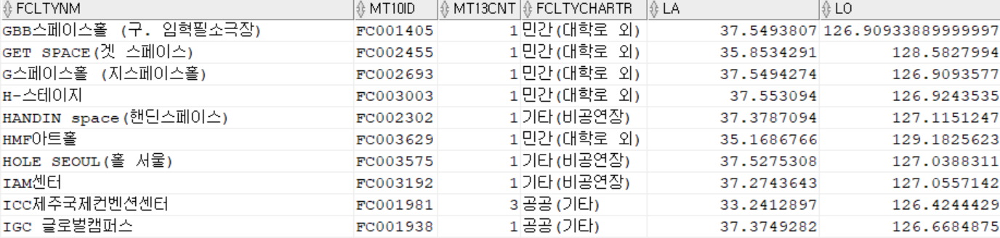 FCLTYNM MT10ID MT13CNT FCLTYCHARTR LA LO
GBB스페이스홀 (구. 임혁필소극장) FC001405 1 민간(대학로 외) 37.5493807 126.90933889999997
GET SPACE(겟 스페이스) FC002455 1 민간(대학로 외) 35.8534291 128.5827994
G스페이스홀 (지스페이스홀) FC002693 1 민간(대학로 외) 37.5494274 126.9093577
H-스테이지 FC003003 1 민간(대학로 외) 37.553094 126.9243535
HANDIN space(핸딘스페이스) FC002302 1 기타(비공연장) 37.3787094 127.1151247
HMF아트홀 FC003629 1 민간(대학로 외) 35.1686766 129.1825623
HOLE SEOUL(홀 서울) FC003575 1 기타(비공연장) 37.5275308 127.0388311
IAM센터 FC003192 1 기타(비공연장) 37.2743643 127.0557142
ICC제주국제컨벤션센터 FC001981 3 공공(기타) 33.2412897 126.4244429
IGC 글로벌캠퍼스 FC001938 1 공공(기타) 37.3749282 126.6684875